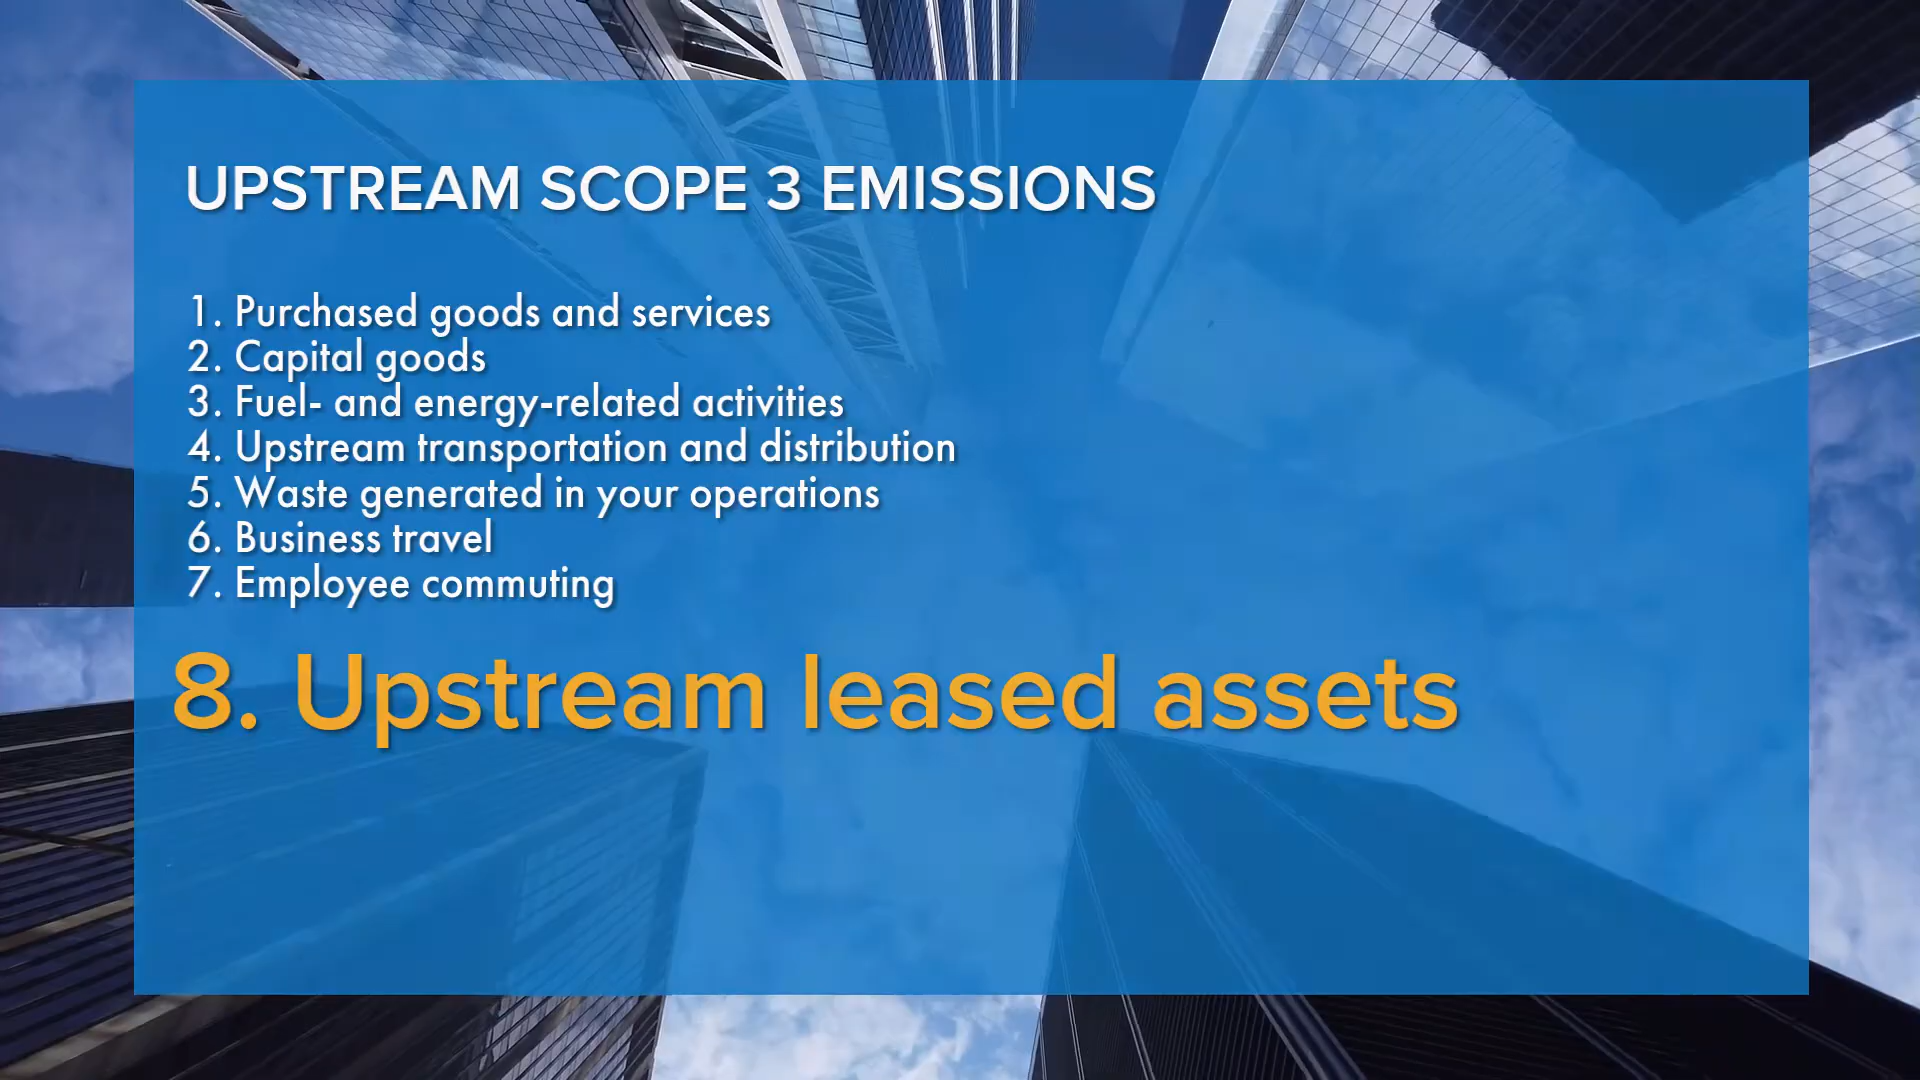 UPSTREAM SCOPE 3 EMISSIONS
1. Purchased goods and services
2. Capital goods
3. Fuel- and energy-related activities
4. Upstream transportation and distribution
5. Waste generated in your operations
6. Business travel
7. Employee commuting
8. Upstream leased assets